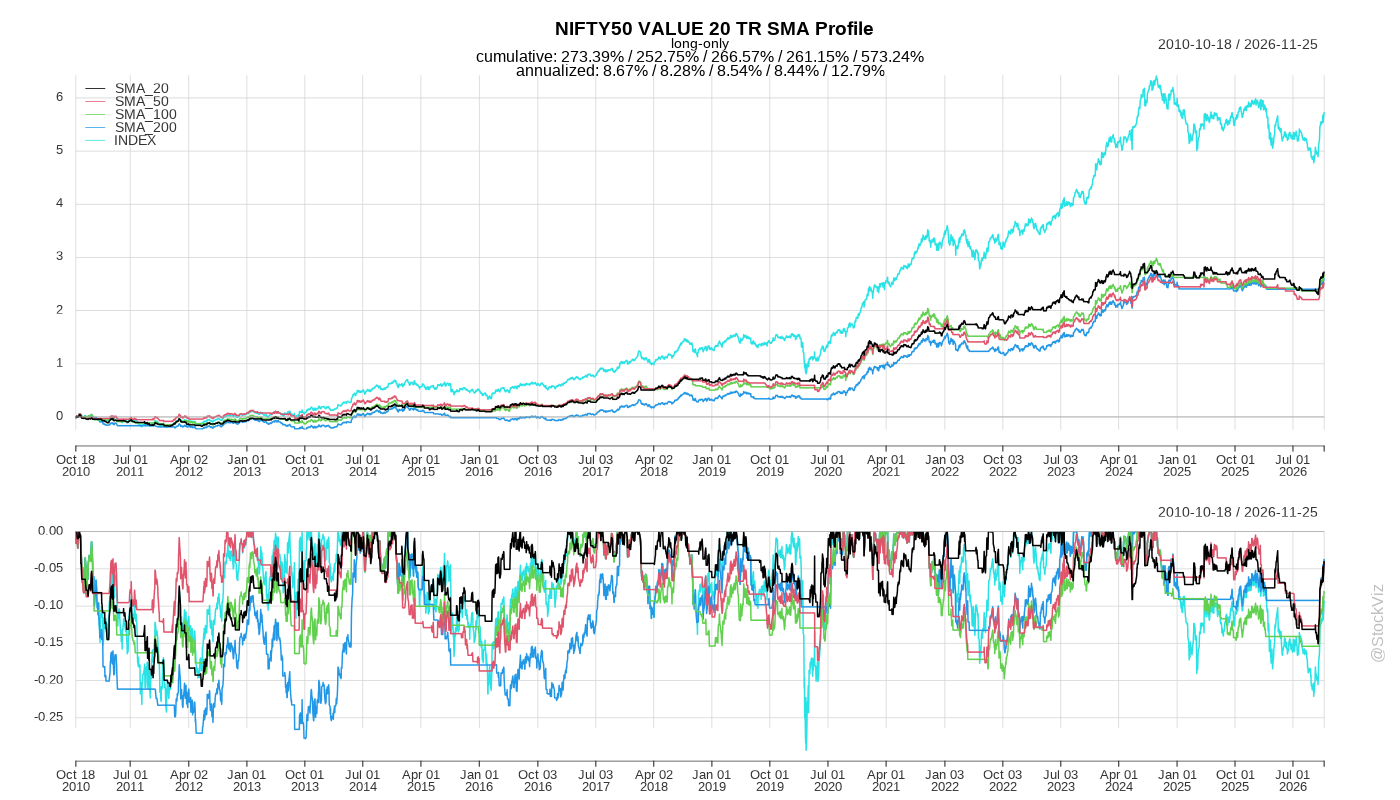 NIFTY50 VALUE 20 TR SMA Profile
long-only
2010-10-18 / 2026-11-25
cumulative: 273.39% / 252.75% / 266.57% / 261.15% / 573.24%
annualized: 8.67% / 8.28% / 8.54% / 8.44% / 12.79%
SMA_20
SMA_50
SMA_100
SMA_200
INDEX
6
5
4
3
2
1
0
Oct 18 Jul 01 Apr 02 Jan 01 Oct 01 Jul 01 Apr 01 Jan 01 Oct 03 Jul 03 Apr 02 Jan 01 Oct 01 Jul 01 Apr 01 Jan 03 Oct 03 Jul 03 Apr 01 Jan 01 Oct 01 Jul 01
2010 2011 2012 2013 2013 2014 2015 2016 2016 2017 2018 2019 2019 2020 2021 2022 2022 2023 2024 2025 2025 2026
2010-10-18 / 2026-11-25
0.00
-0.05
-0.10
-0.15
-0.20
-0.25
Oct 18 Jul 01 Apr 02 Jan 01 Oct 01 Jul 01 Apr 01 Jan 01 Oct 03 Jul 03 Apr 02 Jan 01 Oct 01 Jul 01 Apr 01 Jan 03 Oct 03 Jul 03 Apr 01 Jan 01 Oct 01 Jul 01
2010 2011 2012 2013 2013 2014 2015 2016 2016 2017 2018 2019 2019 2020 2021 2022 2022 2023 2024 2025 2025 2026
@StockViz